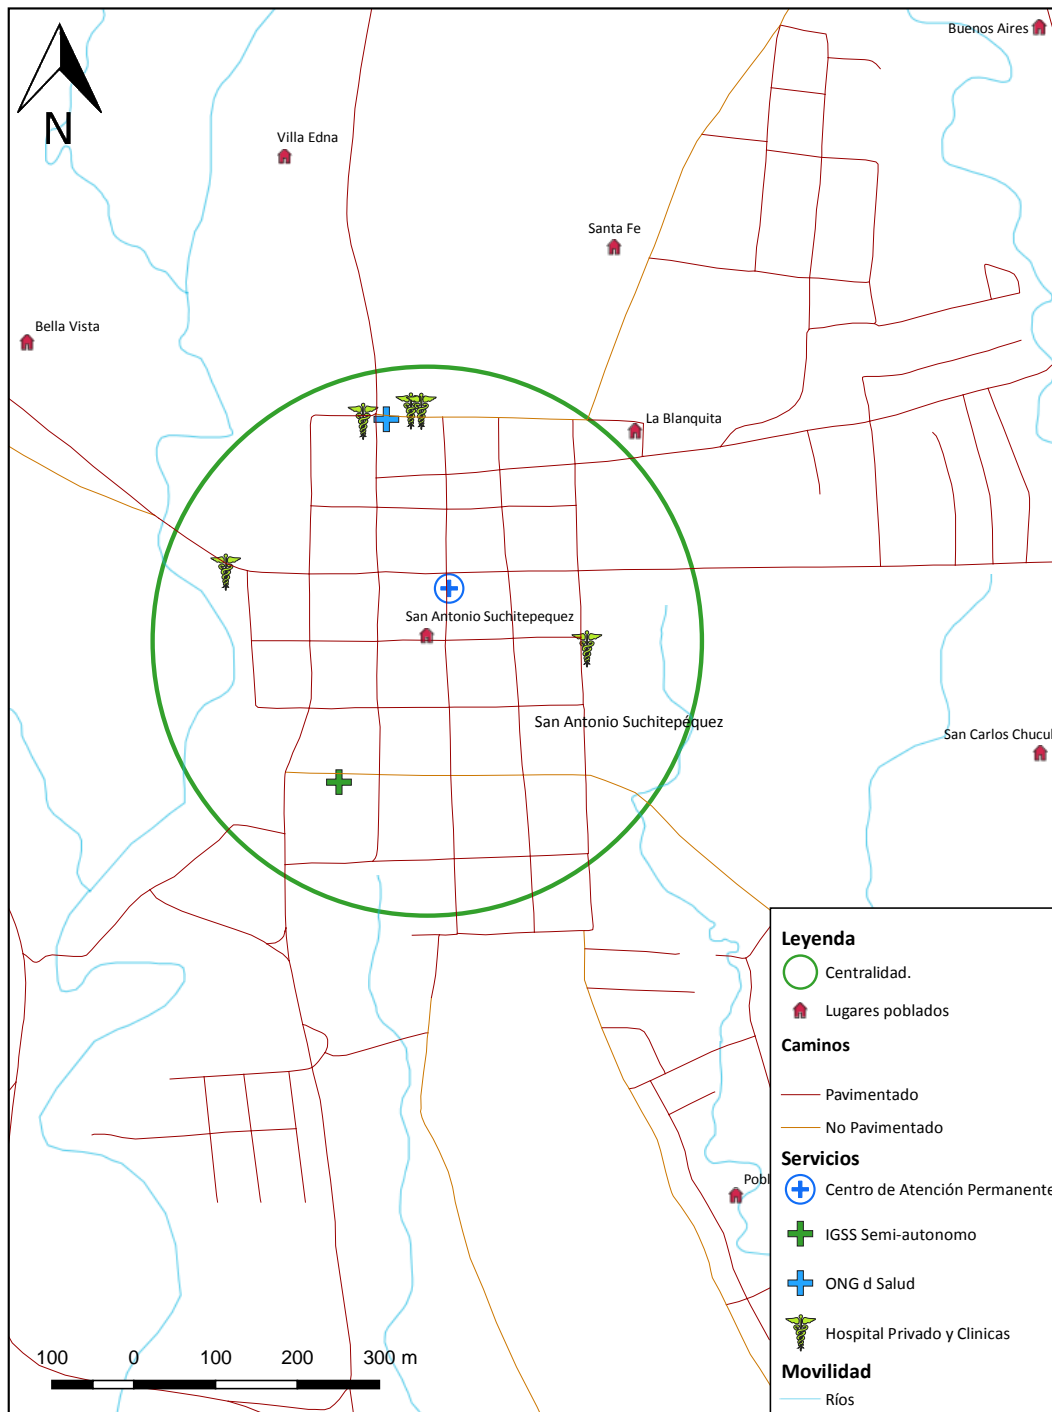 Buenos Aires
N
Villa Edna
Santa Fe
Bella Vista
La Blanquita
San Antonio Suchitepequez
San Antonio Suchitepéquez
San Carlos Chucul
Leyenda
Centralidad.
Lugares poblados
Caminos
Pavimentado
No Pavimentado
Servicios
Centro de Atención Permanente
Pobl
IGSS Semi-autonomo
ONG d Salud
Hospital Privado y Clinicas
Movilidad
Ríos
100 0 100 200 300 m